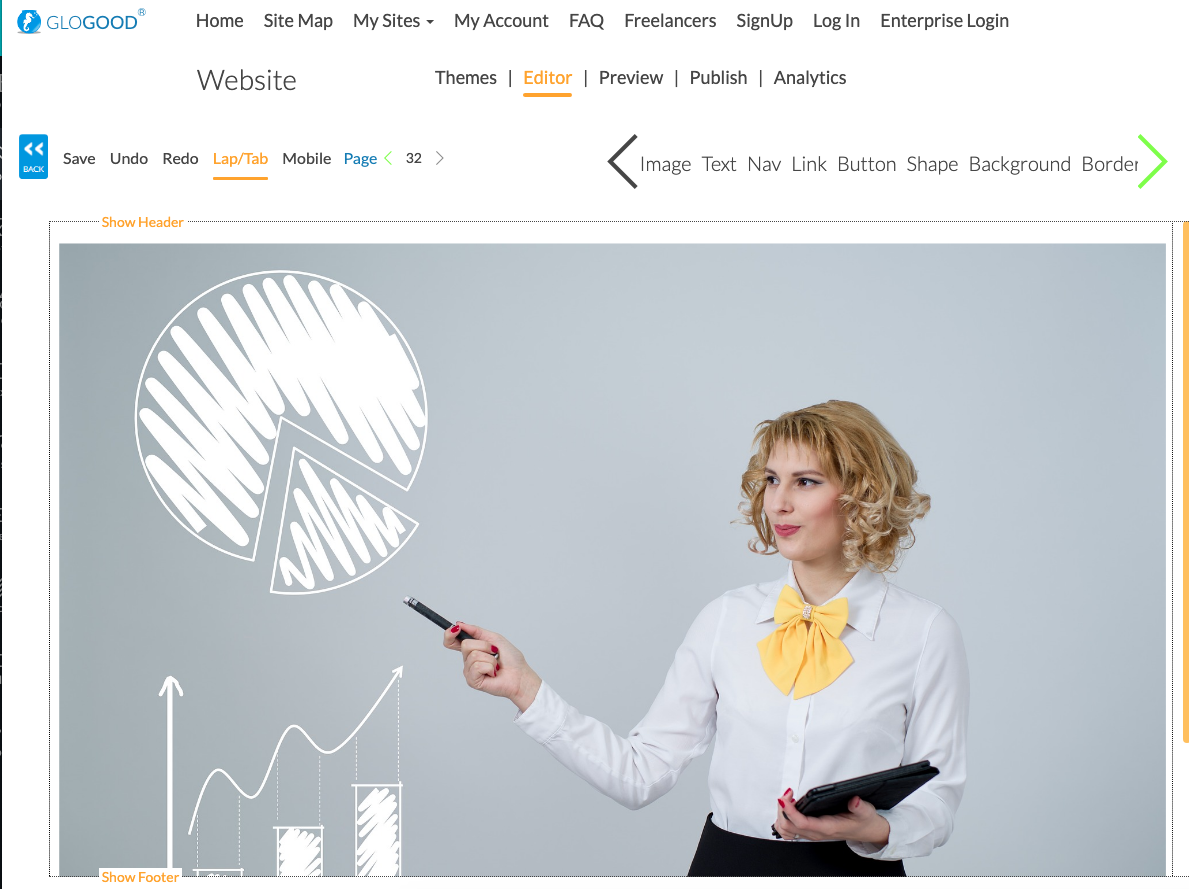 GLOGOOD® Home Site Map My Sites My Account FAQ Freelancers SignUp Log In Enterprise Login
Website Themes | Editor | Preview | Publish | Analytics
BACK Save Undo Redo Lap/Tab Mobile Page 32 Image Text Nav Link Button Shape Background Border
Show Header
Show Footer